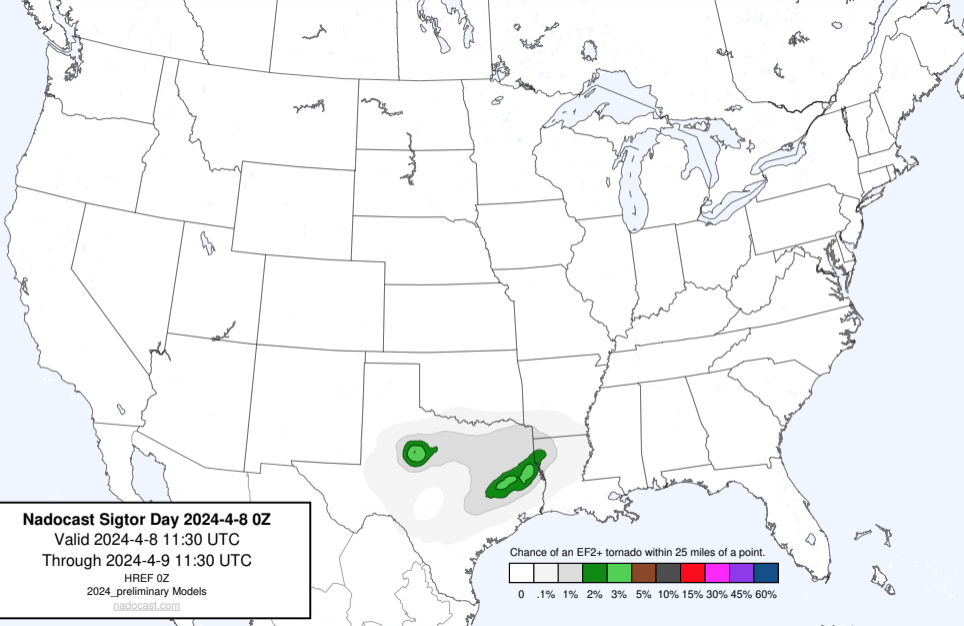 Nadocast Sigtor Day 2024-4-8 0Z
Valid 2024-4-8 11:30 UTC
Through 2024-4-9 11:30 UTC
HREF 0Z
2024_preliminary Models
nadocast.com
Chance of an EF2+ tornado within 25 miles of a point.
0 .1% 1% 2% 3% 5% 10% 15% 30% 45% 60%